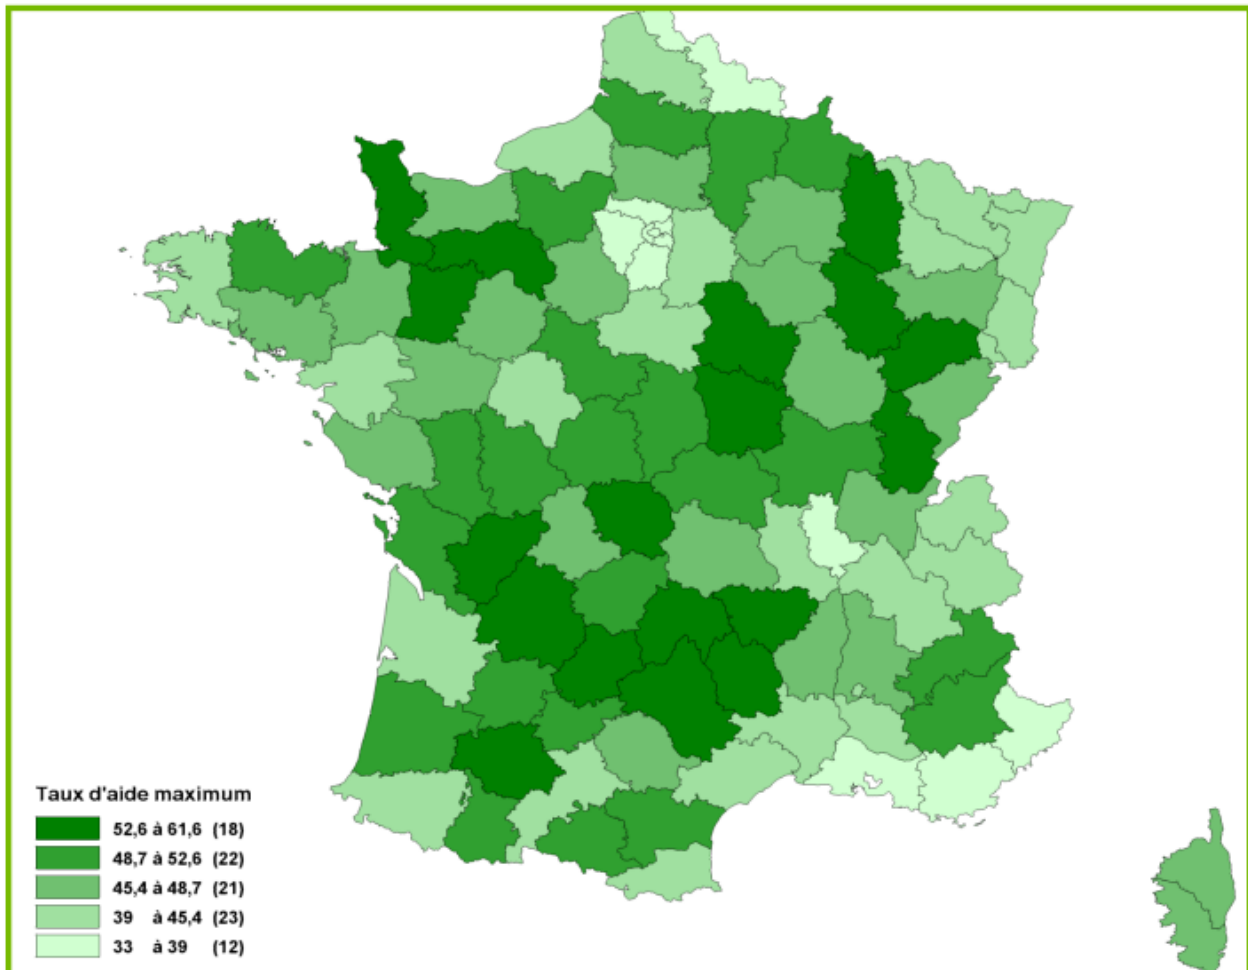 Taux d'aide maximum
52,6 à 61,6 (18)
48,7 à 52,6 (22)
45,4 à 48,7 (21)
39 à 45,4 (23)
33 à 39 (12)